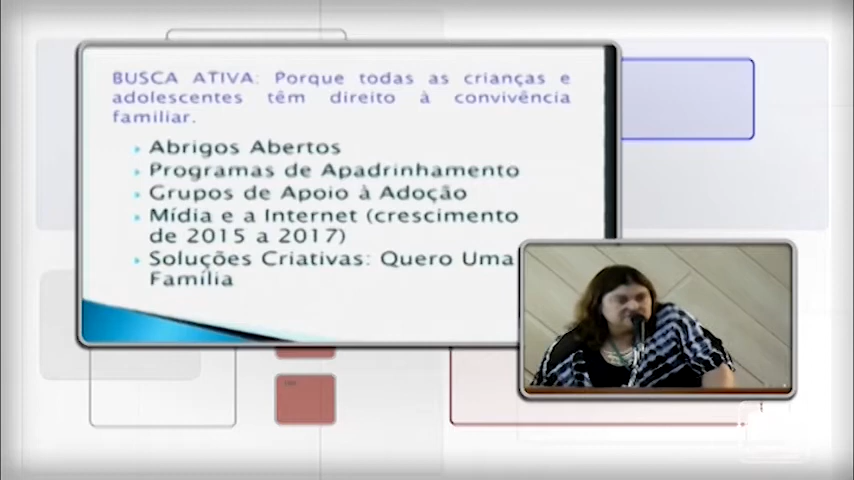 BUSCA ATIVA: Porque todas as crianças e
adolescentes têm direito à convivência
familiar.
Abrigos Abertos
Programas de Apadrinhamento
Grupos de Apoio à Adoção
Mídia e a Internet (crescimento
de 2015 a 2017)
Soluções Criativas: Quero Uma
Família